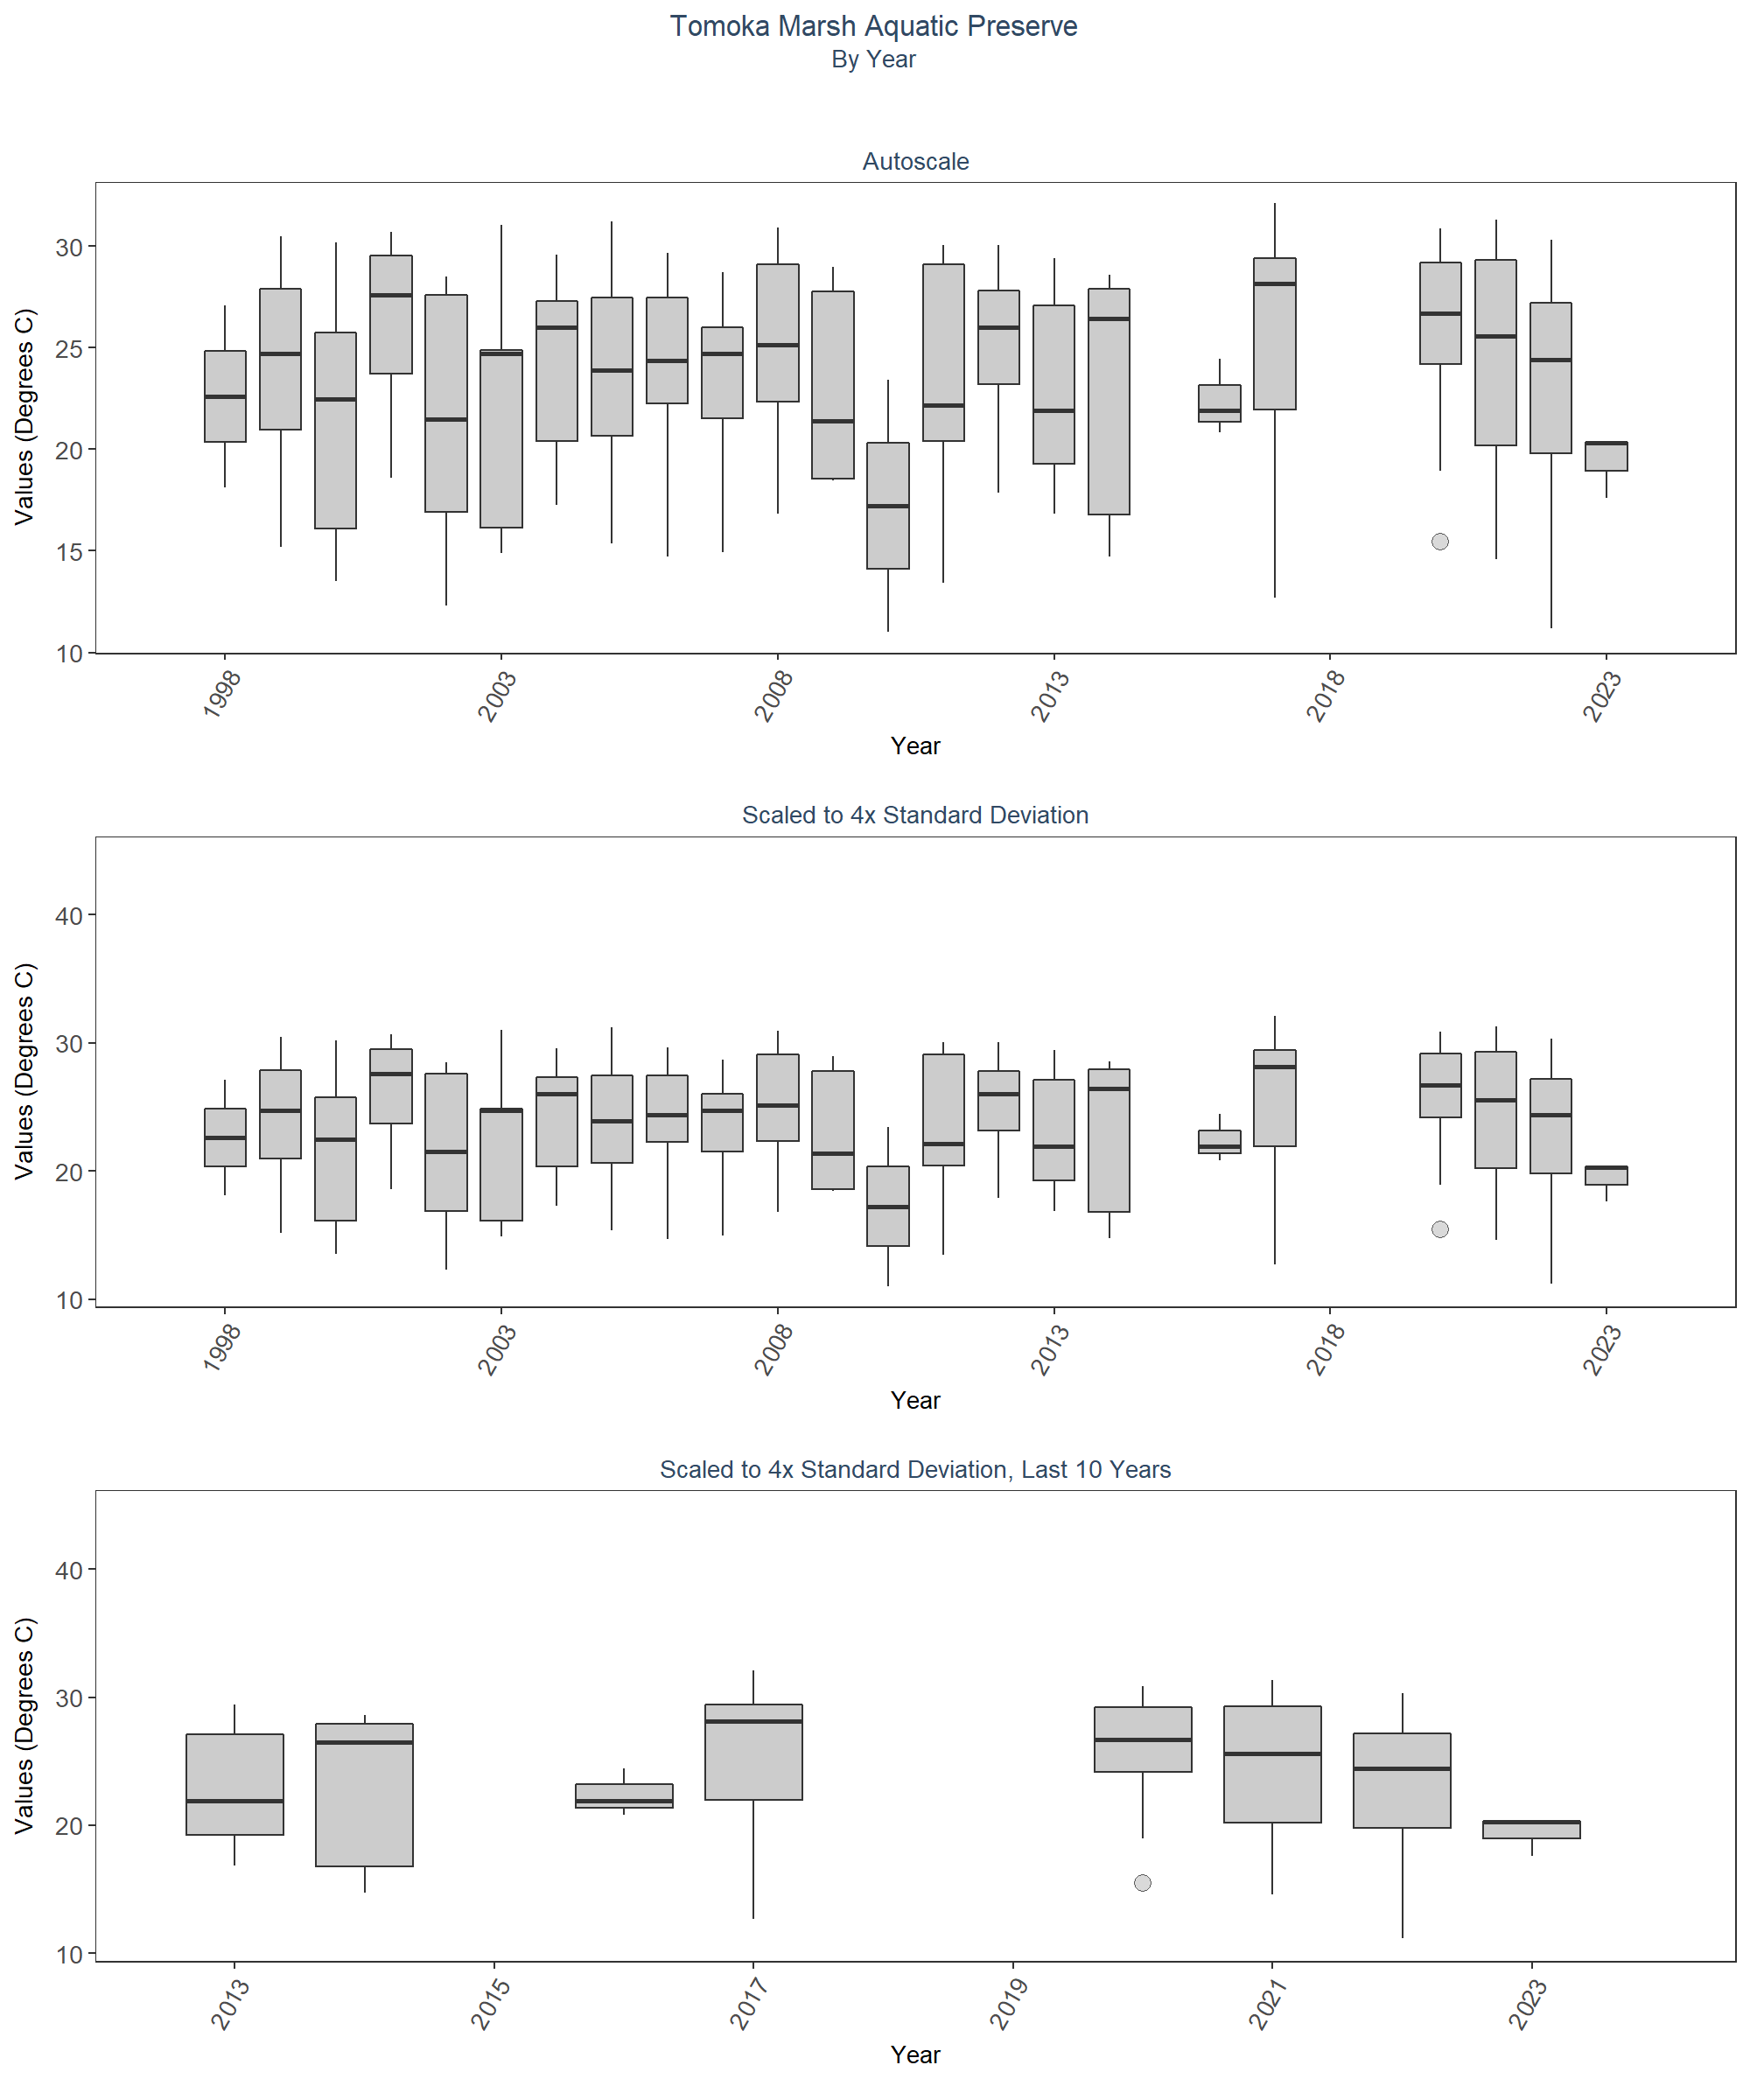 Tomoka Marsh Aquatic Preserve
By Year
Autoscale
Values (Degrees C)
30
25
20
15
10
1998 2003 2008 2013 2018 2023
Year
Scaled to 4x Standard Deviation
Values (Degrees C)
40
30
20
10
1998 2003 2008 2013 2018 2023
Year
Scaled to 4x Standard Deviation, Last 10 Years
Values (Degrees C)
40
30
20
10
2013 2015 2017 2019 2021 2023
Year